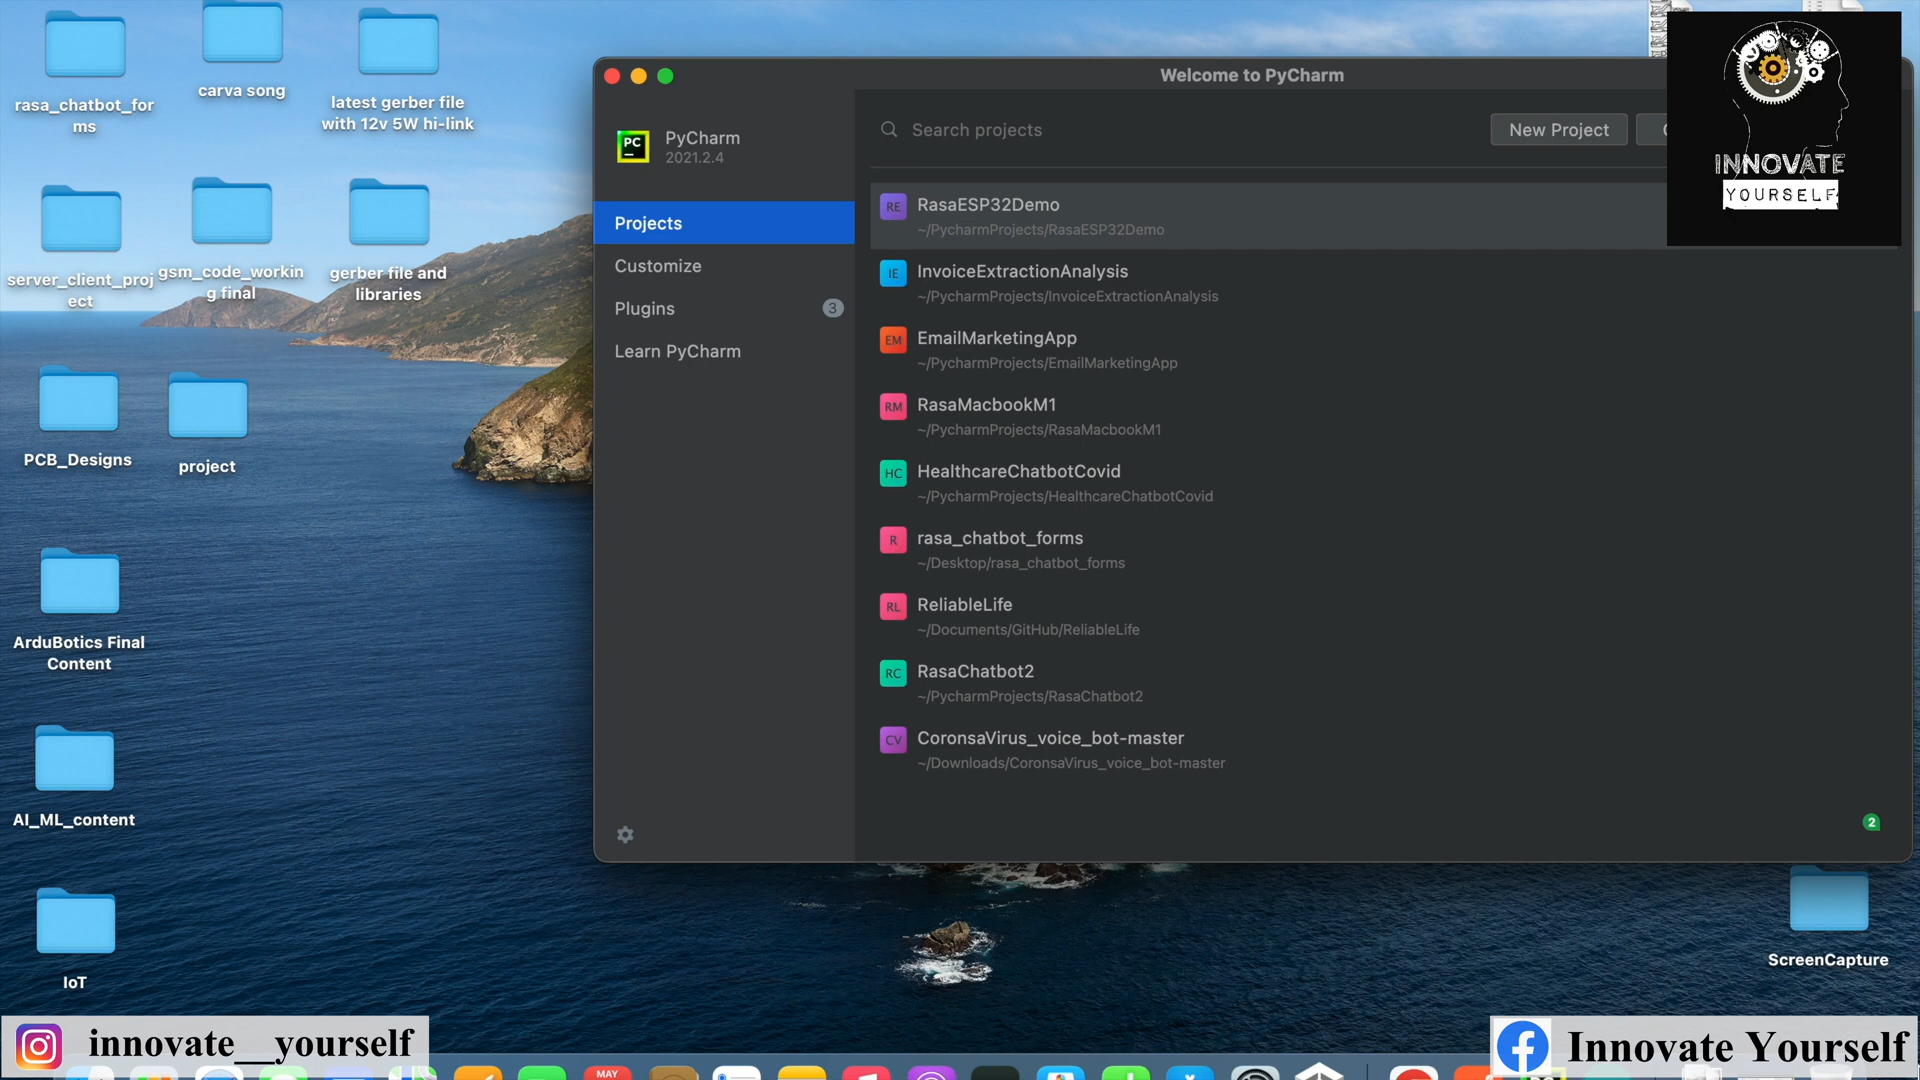 rasa_chatbot_for
ms
carva song
latest gerber file
with 12v 5W hi-link
server_client_proj
ect
gsm_code_workin
g final
gerber file and
libraries
PCB_Designs
project
ArduBotics Final
Content
AI_ML_content
IoT
Welcome to PyCharm
PC
PyCharm
2021.2.4
Projects
Customize
Plugins
3
Learn PyCharm
Search projects
New Project
RE
RasaESP32Demo
~/PycharmProjects/RasaESP32Demo
IE
InvoiceExtractionAnalysis
~/PycharmProjects/InvoiceExtractionAnalysis
EM
EmailMarketingApp
~/PycharmProjects/EmailMarketingApp
RM
RasaMacbookM1
~/PycharmProjects/RasaMacbookM1
HC
HealthcareChatbotCovid
~/PycharmProjects/HealthcareChatbotCovid
R
rasa_chatbot_forms
~/Desktop/rasa_chatbot_forms
RL
ReliableLife
~/Documents/GitHub/ReliableLife
RC
RasaChatbot2
~/PycharmProjects/RasaChatbot2
CV
CoronsaVirus_voice_bot-master
~/Downloads/CoronsaVirus_voice_bot-master
2
INNOVATE
YOURSELF
ScreenCapture
innovate__yourself
MAY
Innovate Yourself